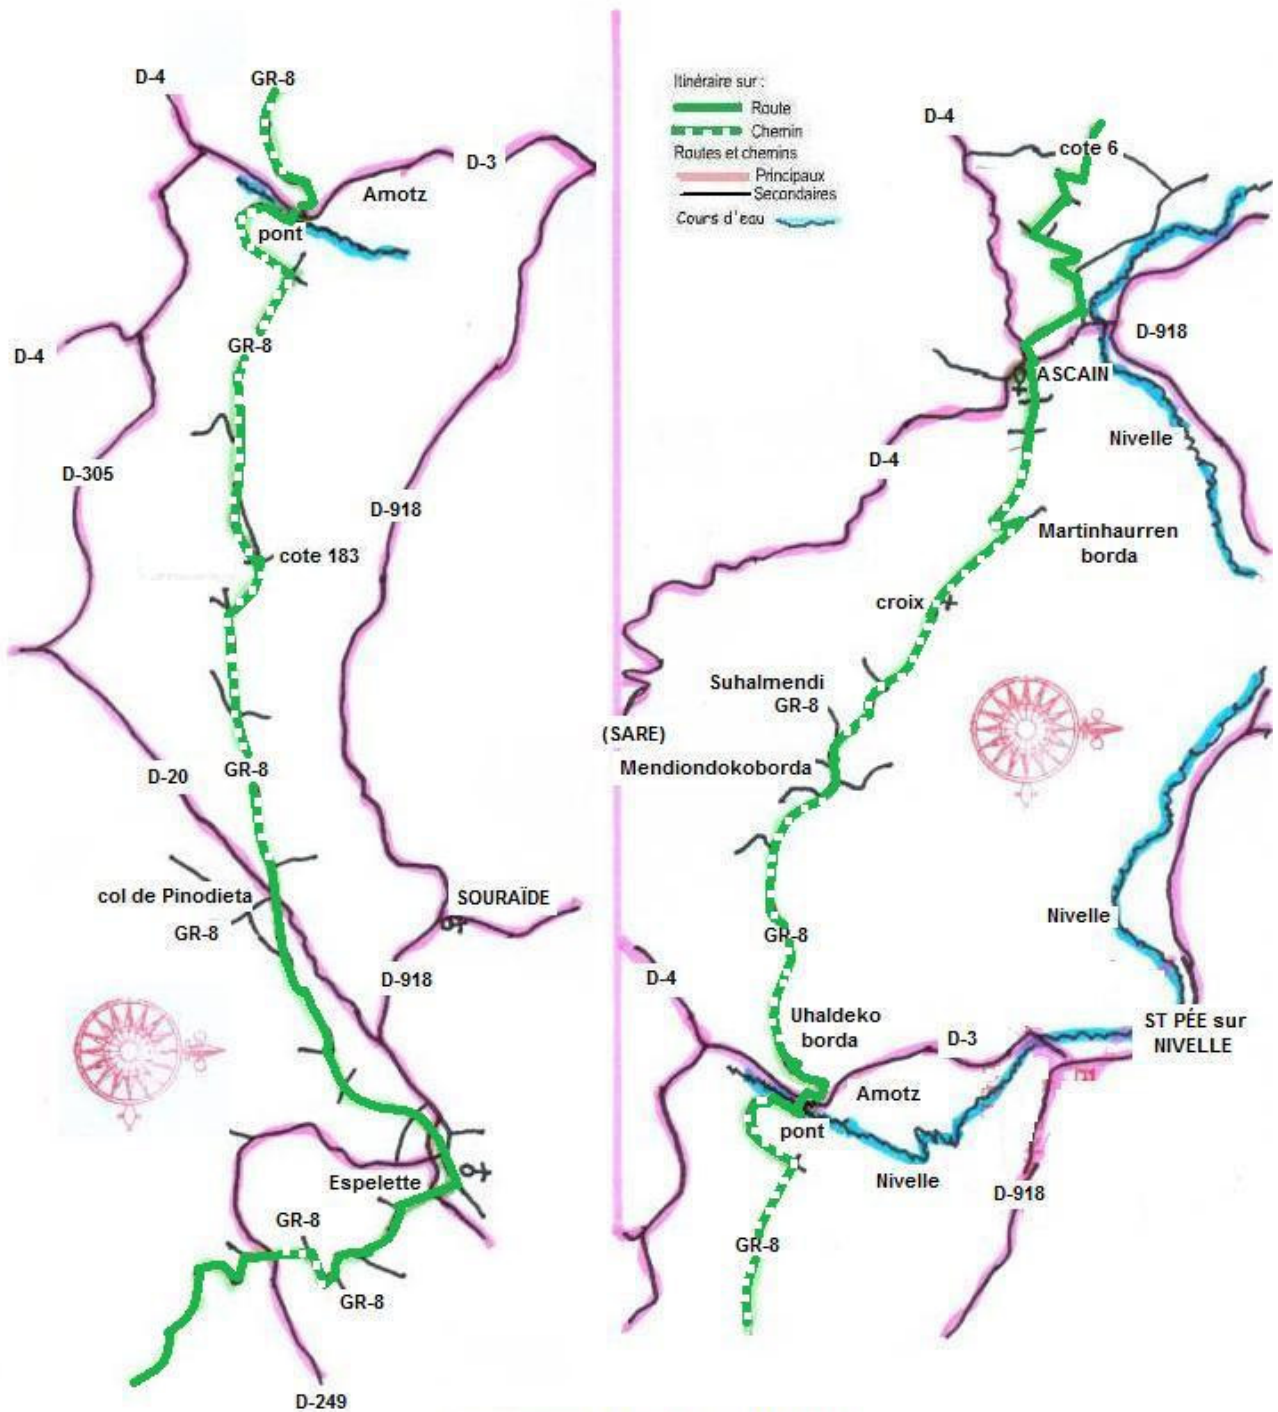 D-4
GR-8
D-3
Amotz
pont
GR-8
D-4
D-305
D-918
cote 183
GR-8
D-20
col de Pinodieta
GR-8
SOURAÏDE
D-918
Espelette
GR-8
GR-8
D-249
Itinéraire sur :
Route
Chemin
Routes et chemins
Principaux
Secondaires
Cours d'eau
D-4
cote 6
D-918
ASCAIN
Nivelle
D-4
Martinhaurren
borda
croix
Suhalmendi
GR-8
(SARE)
Mendiondokoborda
Nivelle
GR-8
D-4
Uhaldeko
borda
D-3
ST PÉE sur
NIVELLE
Amotz
pont
Nivelle
D-918
GR-8